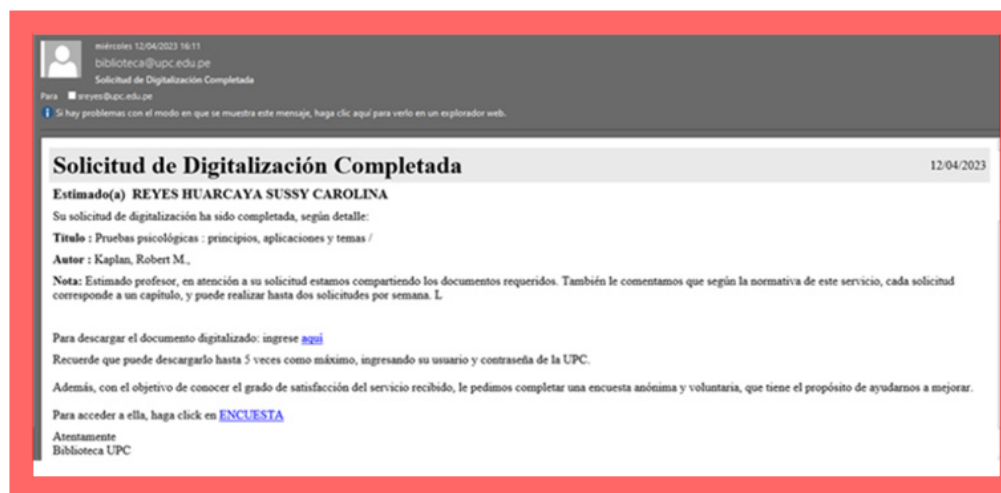 miércoles 12/04/2023 16:11
biblioteca@upc.edu.pe
Solicitud de Digitalización Completada
Para sreyes@upc.edu.pe
Si hay problemas con el modo en que se muestra este mensaje, haga clic aquí para verlo en un explorador web.
Solicitud de Digitalización Completada 12/04/2023
Estimado(a) REYES HUARCAYA SUSSY CAROLINA
Su solicitud de digitalización ha sido completada, según detalle:
Título : Pruebas psicológicas : principios, aplicaciones y temas /
Autor : Kaplan, Robert M.,
Nota: Estimado profesor, en atención a su solicitud estamos compartiendo los documentos requeridos. También le comentamos que según la normativa de este servicio, cada solicitud
corresponde a un capítulo, y puede realizar hasta dos solicitudes por semana. L
Para descargar el documento digitalizado: ingrese aquí
Recuerde que puede descargarlo hasta 5 veces como máximo, ingresando su usuario y contraseña de la UPC.
Además, con el objetivo de conocer el grado de satisfacción del servicio recibido, le pedimos completar una encuesta anónima y voluntaria, que tiene el propósito de ayudarnos a mejorar.
Para acceder a ella, haga click en ENCUESTA
Atentamente
Biblioteca UPC